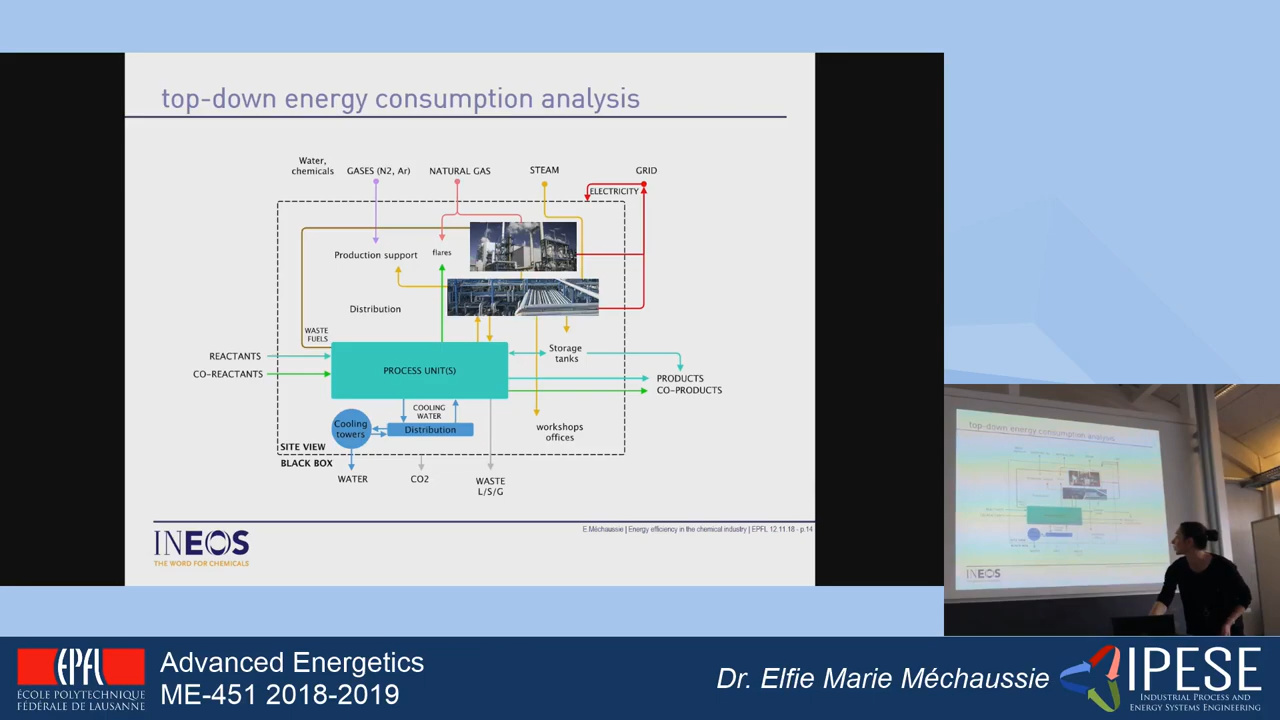 top-down energy consumption analysis
Water,
chemicals
GASES (N2, Ar)
NATURAL GAS
STEAM
GRID
ELECTRICITY
Production support
flares
Distribution
WASTE
FUELS
REACTANTS
CO-REACTANTS
PROCESS UNIT(S)
Storage
tanks
PRODUCTS
CO-PRODUCTS
COOLING
WATER
Cooling
towers
Distribution
workshops
offices
SITE VIEW
BLACK BOX
WATER
CO2
WASTE
L/S/G
E.Méchaussie | Energy efficiency in the chemical industry | EPFL 12.11.18 - p.14
INEOS
THE WORD FOR CHEMICALS
top-down energy consumption analysis
INEOS
EPFL
ÉCOLE POLYTECHNIQUE
FÉDÉRALE DE LAUSANNE
Advanced Energetics
ME-451 2018-2019
Dr. Elfie Marie Méchaussie
IPESE
INDUSTRIAL PROCESS AND
ENERGY SYSTEMS ENGINEERING